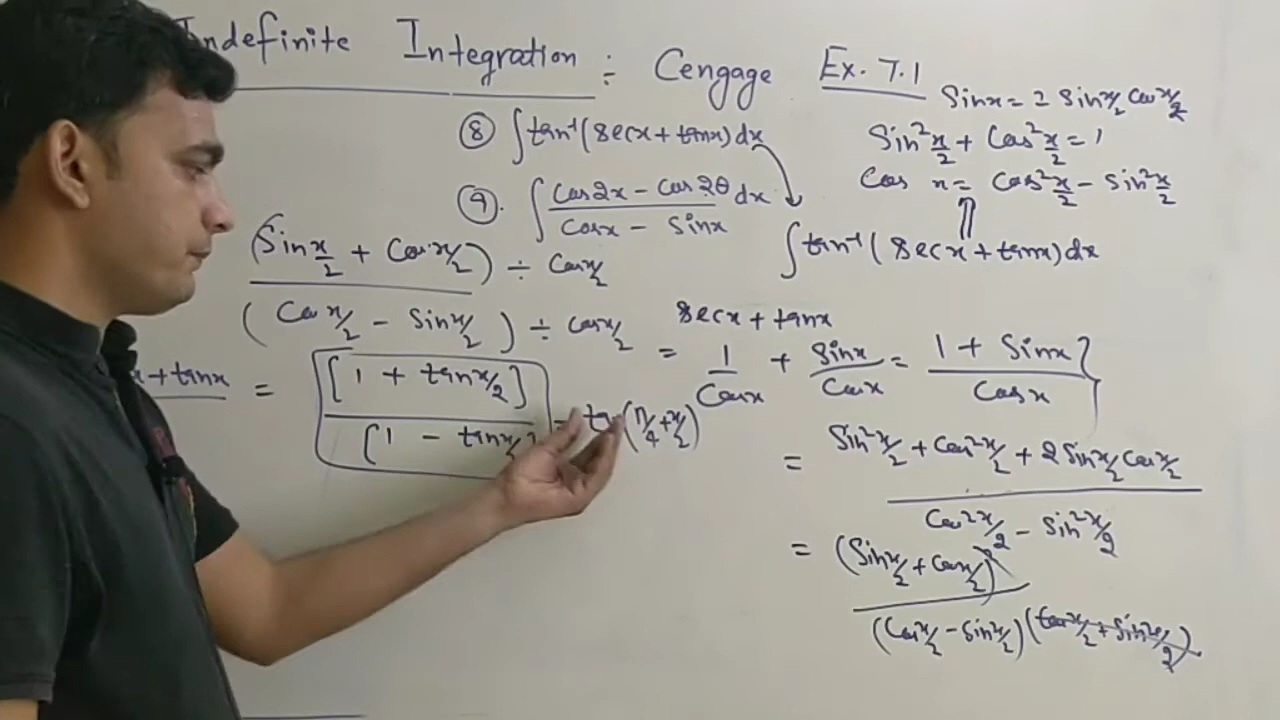 Indefinite Integration : Cengage Ex. 7.1
⑧ ∫tan⁻¹(secx + tanx)dx
⑨. ∫ (Cos2x − Cos2θ)/(Cosx − Sinx) dx
Sinx = 2 Sinx/2 Cosx/2
Sin²x/2 + Cos²x/2 = 1
Cos x = Cos²x/2 − Sin²x/2
∫tan⁻¹(secx + tanx)dx
(Sinx/2 + Cosx/2) ÷ Cosx/2
(Cosx/2 − Sinx/2) ÷ Cosx/2
x + tanx = [1 + tanx/2] / [1 − tanx/2] = tan(π/4 + x/2)
secx + tanx
= 1/Cosx + Sinx/Cosx = (1 + Sinx)/Cosx }
= (Sin²x/2 + Cos²x/2 + 2Sinx/2 Cosx/2) / (Cos²x/2 − Sin²x/2)
= (Sinx/2 + Cosx/2)² / (Cosx/2 − Sinx/2)(Cosx/2 + Sinx/2)